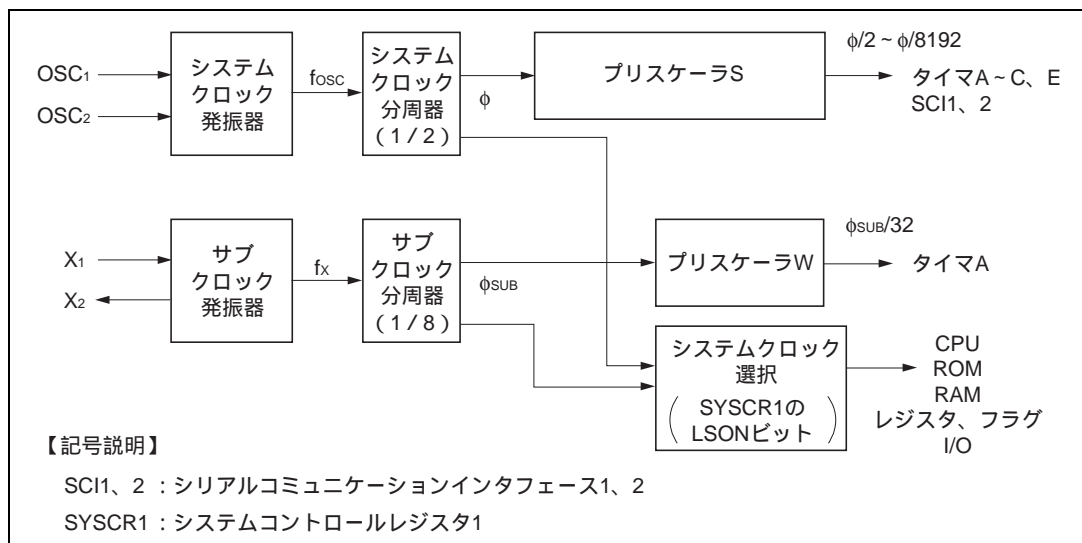 OSC1
OSC2
システム
クロック
発振器
fOSC
システム
クロック
分周器
(1/2)
φ
プリスケーラS
φ/2~φ/8192
タイマA~C、E
SCI1、2
X1
X2
サブ
クロック
発振器
fX
サブ
クロック
分周器
(1/8)
φSUB
プリスケーラW
φSUB/32
タイマA
システムクロック
選択
(SYSCR1の
LSONビット)
CPU
ROM
RAM
レジスタ、フラグ
I/O
【記号説明】
SCI1、2 :シリアルコミュニケーションインタフェース1、2
SYSCR1 :システムコントロールレジスタ1